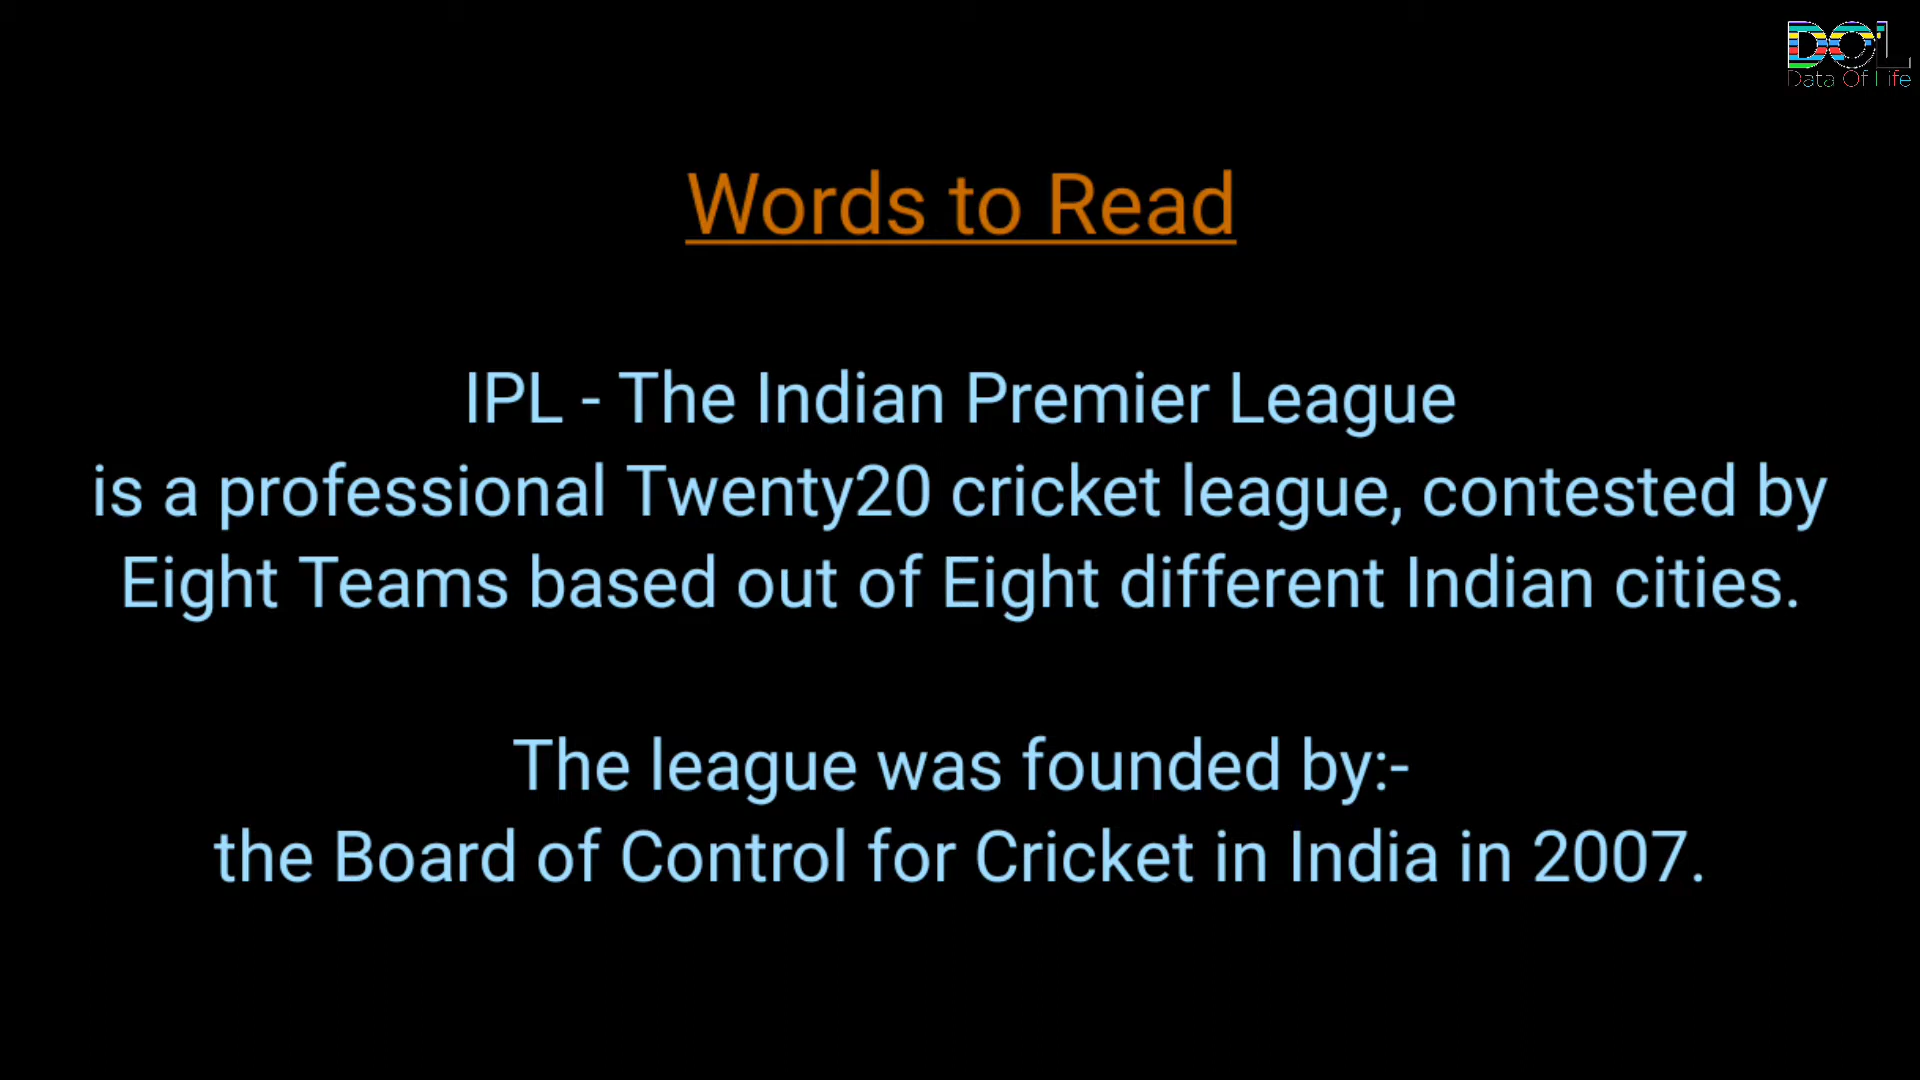 DOL
Data Of Life
Words to Read
IPL - The Indian Premier League
is a professional Twenty20 cricket league, contested by
Eight Teams based out of Eight different Indian cities.
The league was founded by:-
the Board of Control for Cricket in India in 2007.